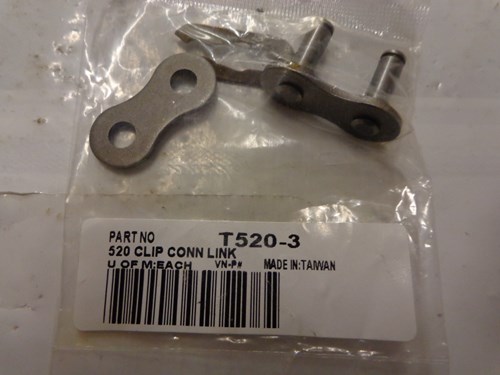 PART NO T520-3
520 CLIP CONN LINK
U OF M:EACH VN-P# MADE IN:TAIWAN